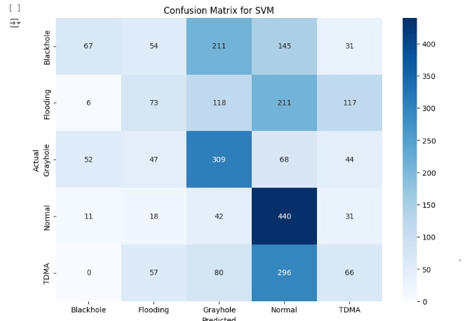 [ ]
Confusion Matrix for SVM
Blackhole 67 54 211 145 31
Flooding 6 73 118 211 117
Grayhole 52 47 309 68 44
Normal 11 18 42 440 31
TDMA 0 57 80 296 66
Actual
Blackhole Flooding Grayhole Normal TDMA
Predicted
400
350
300
250
200
150
100
50
0